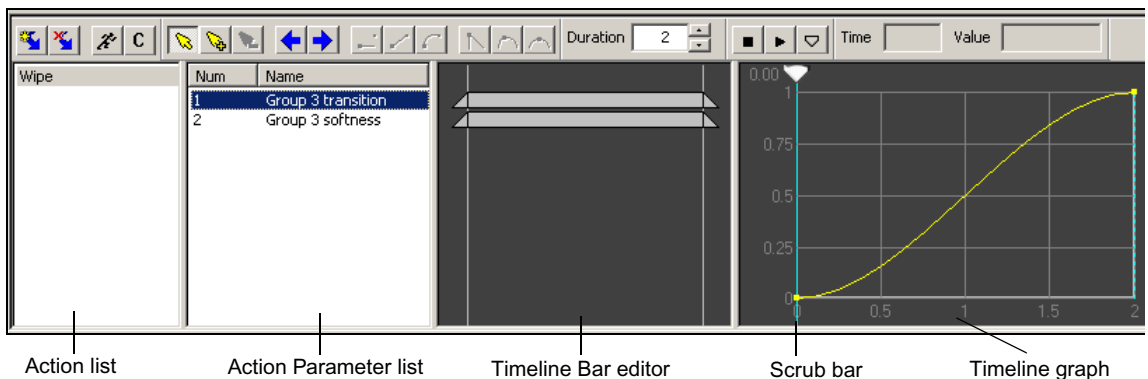 C
Duration 2
Time
Value
Wipe
Num Name
1 Group 3 transition
2 Group 3 softness
0.00
1
0.75
0.5
0.25
0
0 0.5 1 1.5 2
Action list
Action Parameter list
Timeline Bar editor
Scrub bar
Timeline graph